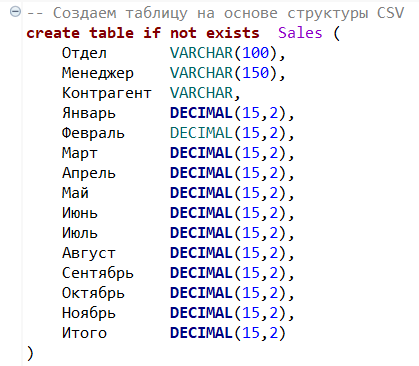 -- Создаем таблицу на основе структуры CSV
create table if not exists  Sales (
    Отдел       VARCHAR(100),
    Менеджер    VARCHAR(150),
    Контрагент  VARCHAR,
    Январь      DECIMAL(15,2),
    Февраль     DECIMAL(15,2),
    Март        DECIMAL(15,2),
    Апрель      DECIMAL(15,2),
    Май         DECIMAL(15,2),
    Июнь        DECIMAL(15,2),
    Июль        DECIMAL(15,2),
    Август      DECIMAL(15,2),
    Сентябрь    DECIMAL(15,2),
    Октябрь     DECIMAL(15,2),
    Ноябрь      DECIMAL(15,2),
    Итого       DECIMAL(15,2)
)